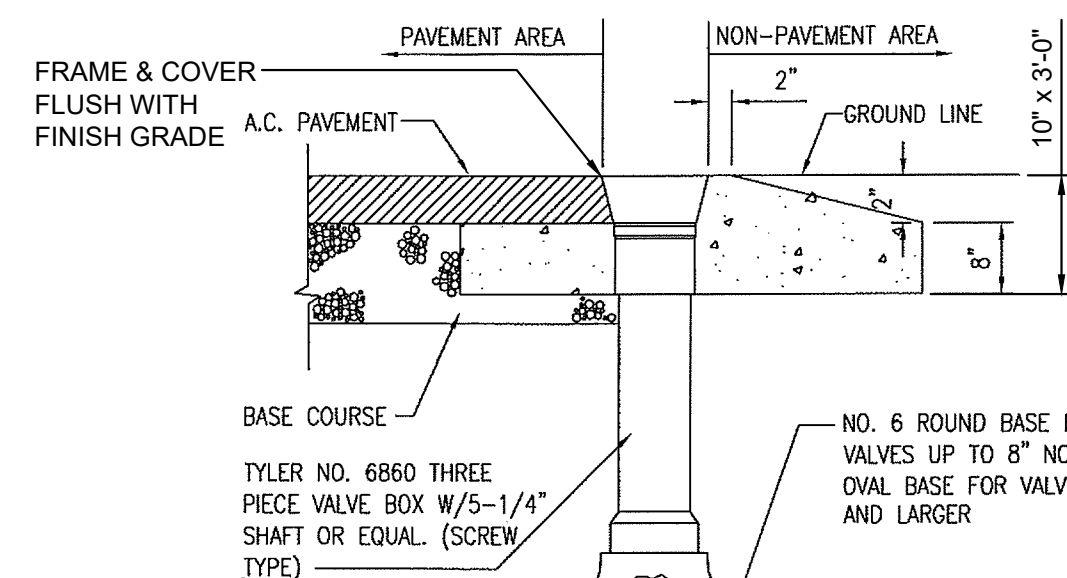 PAVEMENT AREA
NON-PAVEMENT AREA
FRAME & COVER
FLUSH WITH
FINISH GRADE
A.C. PAVEMENT
2"
GROUND LINE
10" x 3'-0"
2"
8"
BASE COURSE
TYLER NO. 6860 THREE
PIECE VALVE BOX W/5-1/4"
SHAFT OR EQUAL. (SCREW
TYPE)
NO. 6 ROUND BASE
VALVES UP TO 8"
OVAL BASE FOR
AND LARGER